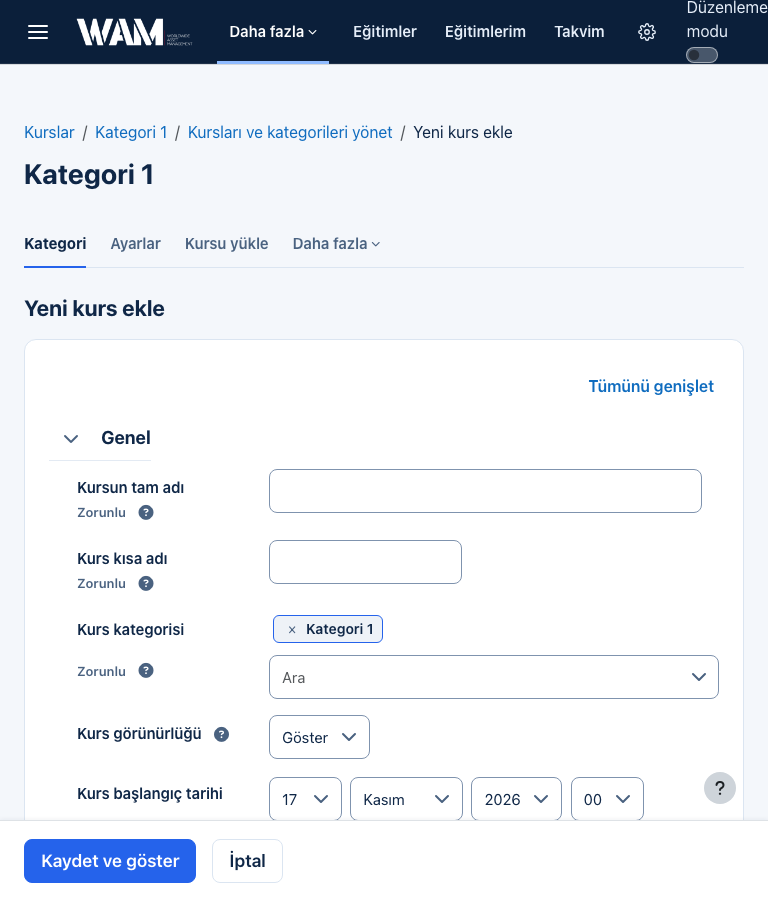 WAM
WORLDWIDE
ASSET
MANAGEMENT
Daha fazla
Eğitimler
Eğitimlerim
Takvim
Düzenleme
modu
Kurslar / Kategori 1 / Kursları ve kategorileri yönet / Yeni kurs ekle
Kategori 1
Kategori
Ayarlar
Kursu yükle
Daha fazla
Yeni kurs ekle
Tümünü genişlet
Genel
Kursun tam adı
Zorunlu ?
Kurs kısa adı
Zorunlu ?
Kurs kategorisi
× Kategori 1
Zorunlu ?
Ara
Kurs görünürlüğü ?
Göster
Kurs başlangıç tarihi
17
Kasım
2026
00
?
Kaydet ve göster
İptal